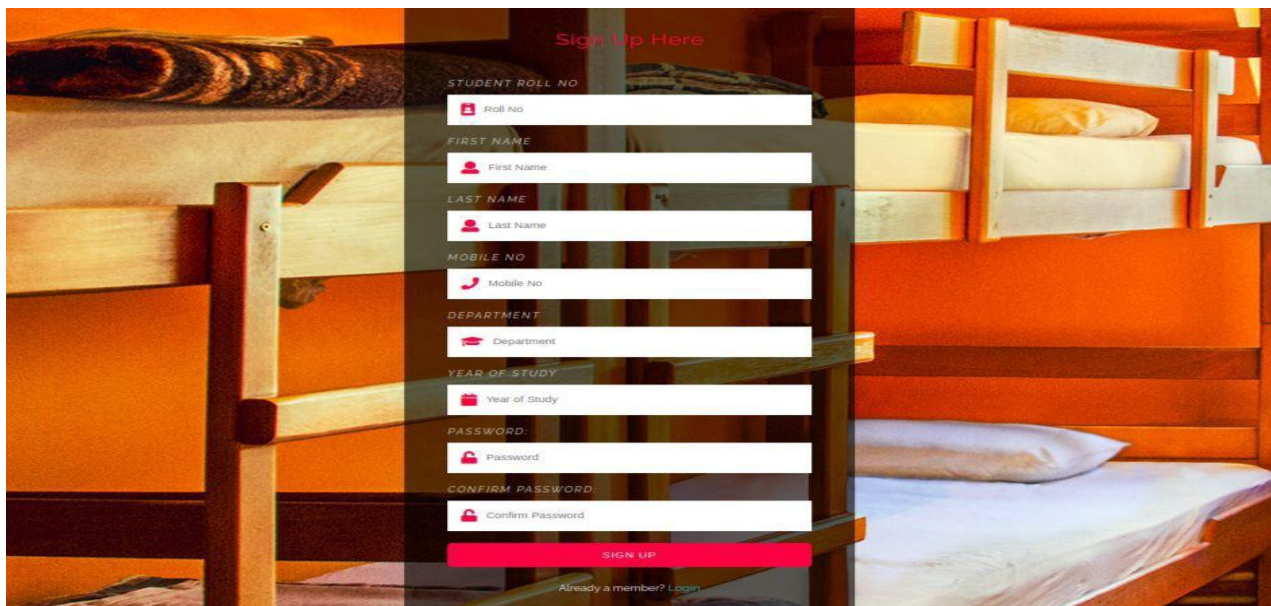 Sign Up Here
STUDENT ROLL NO
Roll No
FIRST NAME
First Name
LAST NAME
Last Name
MOBILE NO
Mobile No
DEPARTMENT
Department
YEAR OF STUDY
Year of Study
PASSWORD:
Password
CONFIRM PASSWORD:
Confirm Password
SIGN UP
Already a member? Login